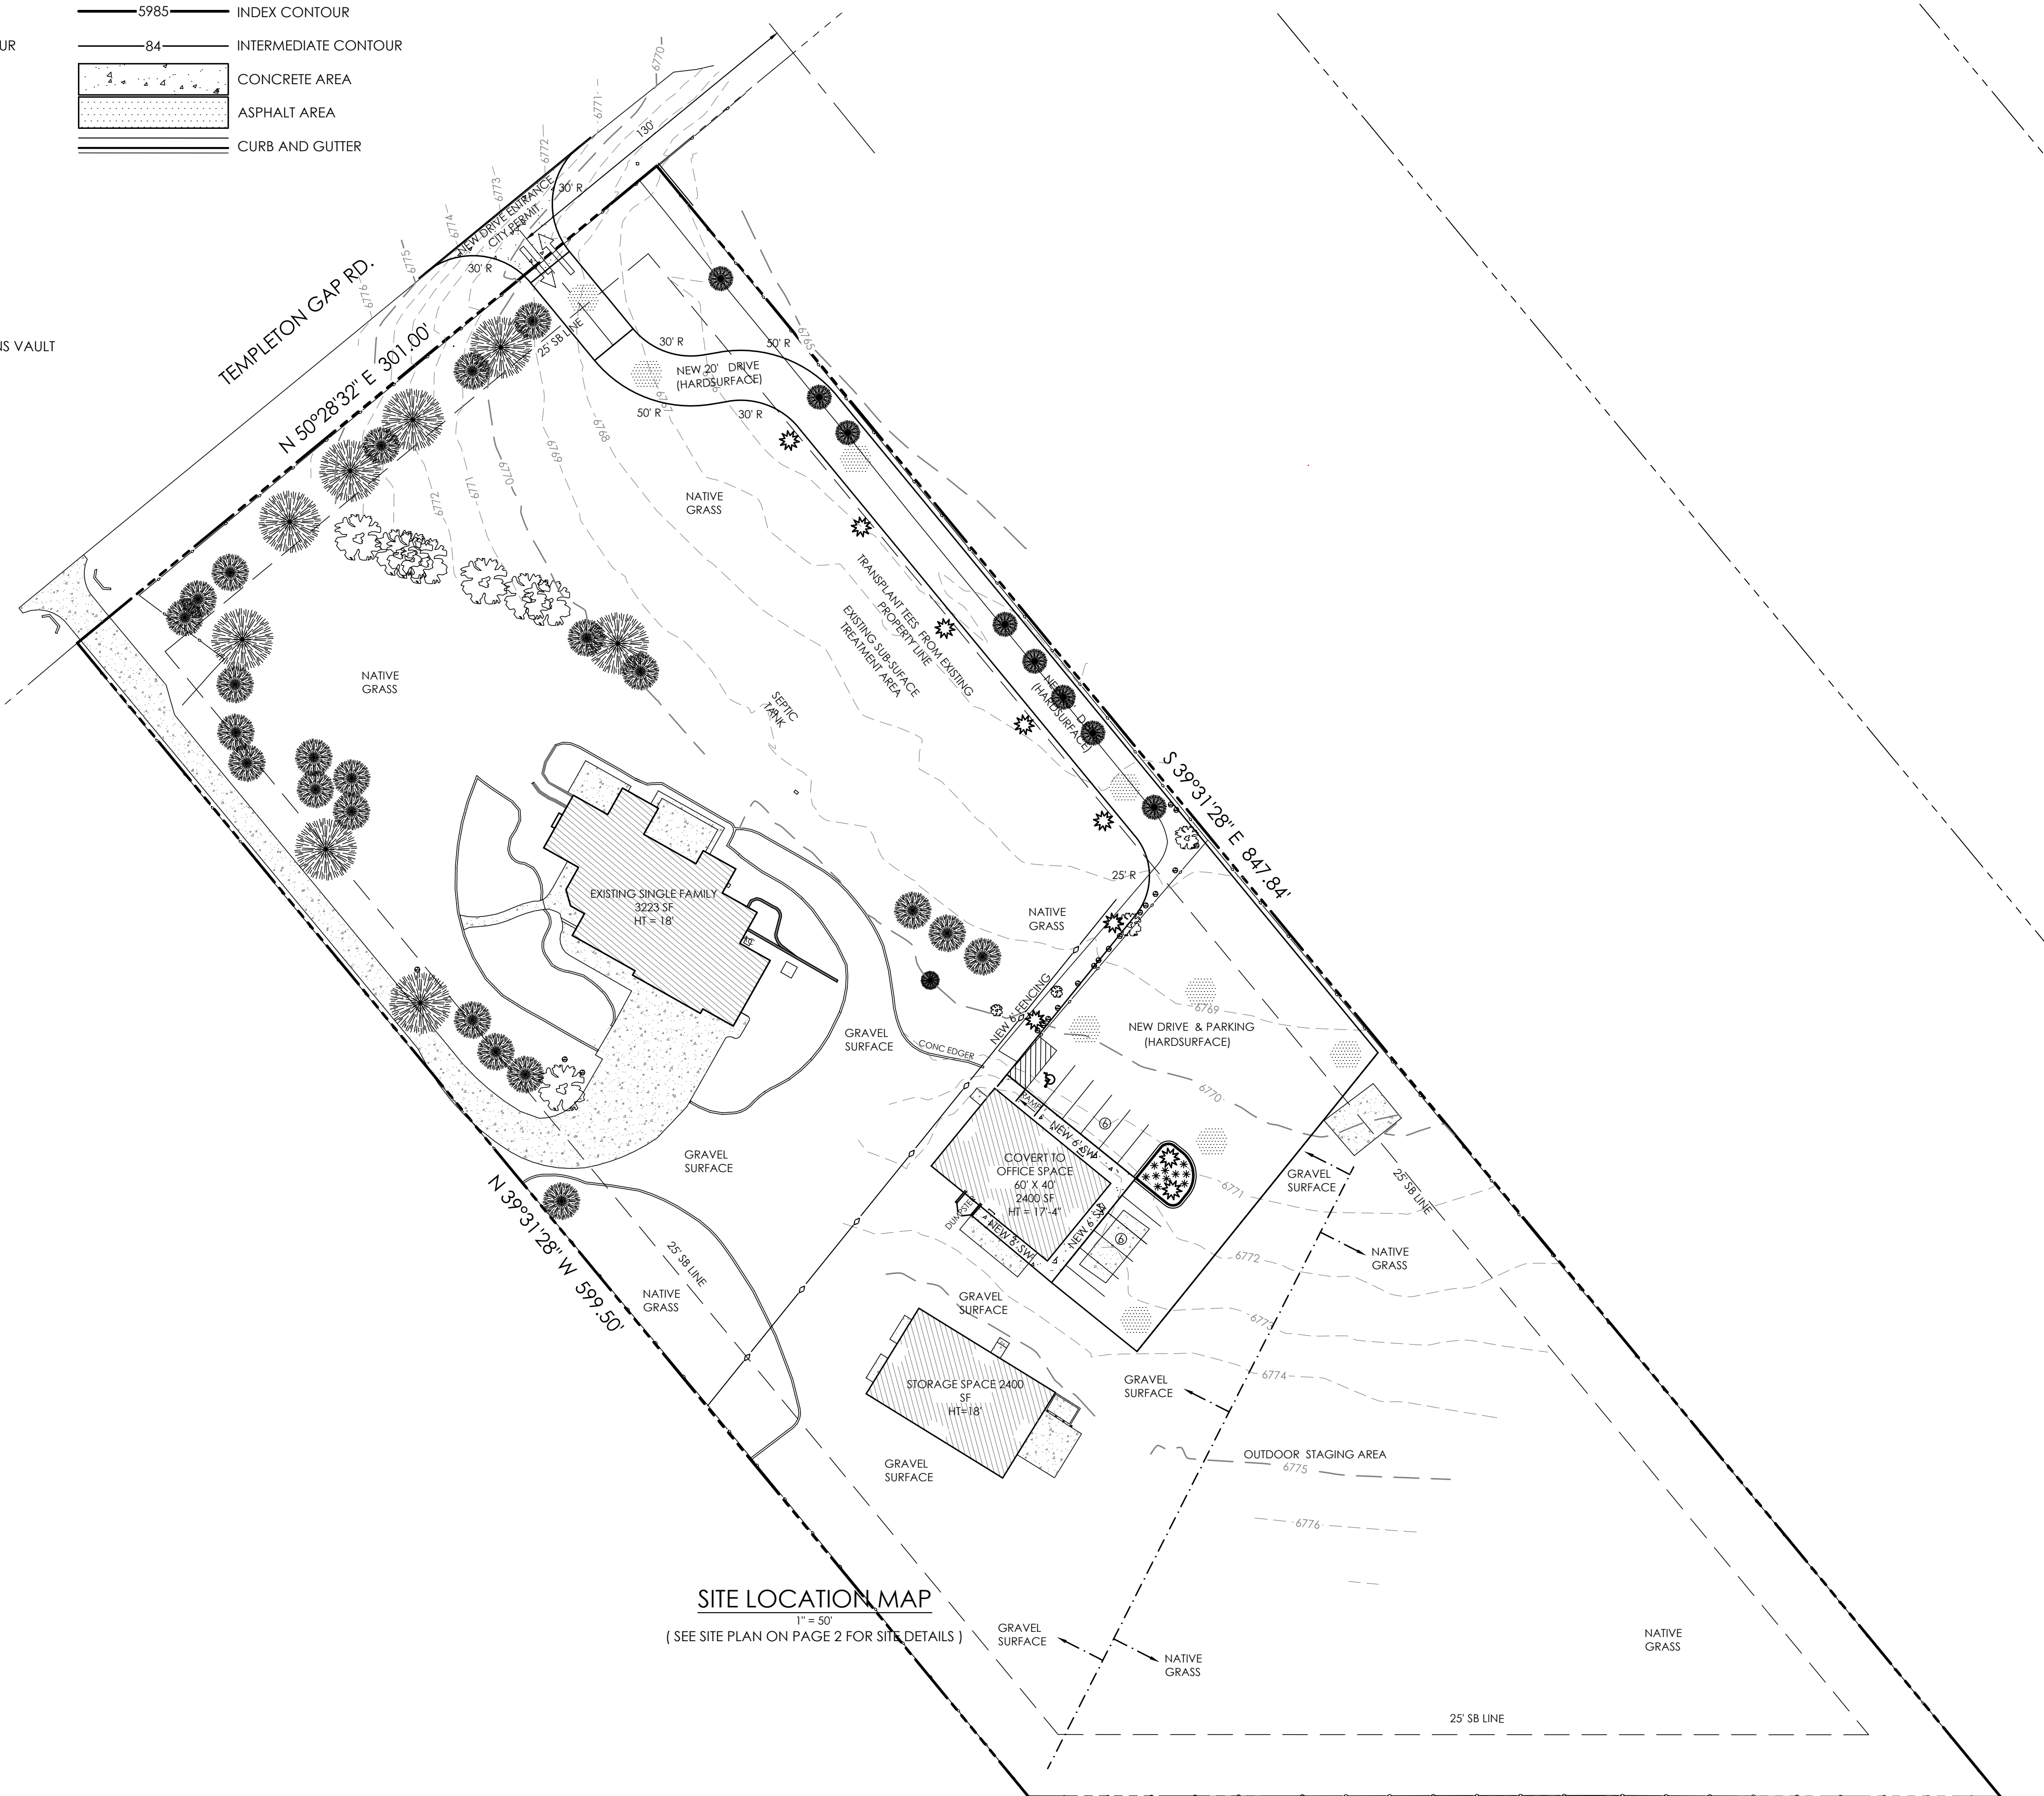 5985
INDEX CONTOUR
UR
84
INTERMEDIATE CONTOUR
CONCRETE AREA
ASPHALT AREA
CURB AND GUTTER
NS VAULT
6770
6771
130'
6772
6773
30' R
NEW DRIVE ENTRANCE
CITY PERMIT
6774
6775
30' R
6776
TEMPLETON GAP RD.
N 50°28'32" E  301.00'
25' SB LINE
6765
30' R
50' R
NEW 20'  DRIVE
(HARDSURFACE)
50' R
30' R
6767
6768
6769
6770
6771
6772
NATIVE
GRASS
TRANSPLANT TEES FROM EXISTING
PROPERTY LINE
EXISTING SUB-SURFACE
TREATMENT AREA
(HARDSURFACE)
NATIVE
GRASS
SEPTIC
TANK
S 39°31'28" E  847.84'
25' R
EXISTING SINGLE FAMILY
3223 SF
HT = 18'
NATIVE
GRASS
NEW 6' FENCING
6769
NEW DRIVE & PARKING
(HARDSURFACE)
GRAVEL
SURFACE
CONC EDGER
6770
RAMP
6
NEW 6' SW
COVERT TO
OFFICE SPACE
60' X 40'
2400 SF
HT = 17'-4"
GRAVEL
SURFACE
GRAVEL
SURFACE
25' SB LINE
6771
DUMPSTER
NEW 6' SW
NEW 6' SW
6
6772
NATIVE
GRASS
N 39°31'28" W  599.50'
25' SB LINE
NATIVE
GRASS
GRAVEL
SURFACE
6773
6774
STORAGE SPACE 2400
SF
HT=18'
GRAVEL
SURFACE
GRAVEL
SURFACE
OUTDOOR STAGING AREA
6775
6776
SITE LOCATION MAP
1" = 50'
( SEE SITE PLAN ON PAGE 2 FOR SITE DETAILS )
GRAVEL
SURFACE
NATIVE
GRASS
NATIVE
GRASS
25' SB LINE